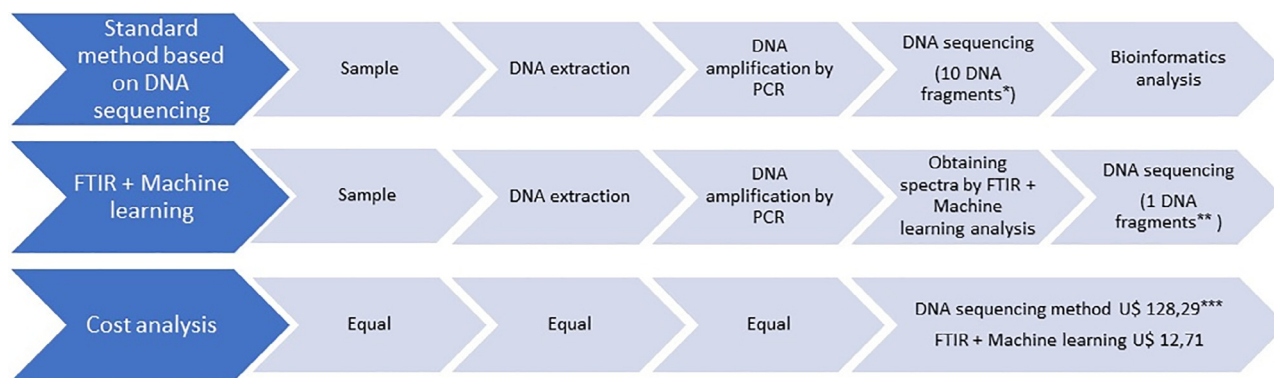 Standard
method based
on DNA
sequencing
Sample
DNA extraction
DNA
amplification by
PCR
DNA sequencing
(10 DNA
fragments*)
Bioinformatics
analysis
FTIR + Machine
learning
Sample
DNA extraction
DNA
amplification by
PCR
Obtaining
spectra by FTIR +
Machine
learning analysis
DNA sequencing
(1 DNA
fragments** )
Cost analysis
Equal
Equal
Equal
DNA sequencing method U$ 128,29***
FTIR + Machine learning U$ 12,71